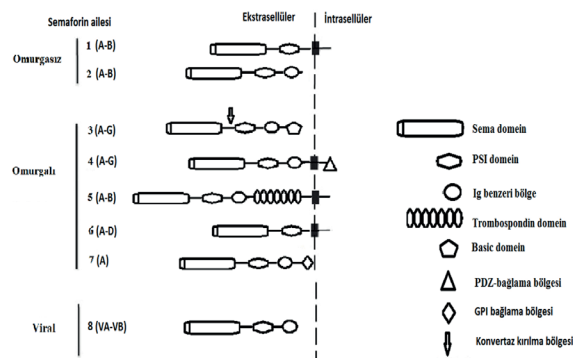 Semaforin ailesi
Ekstrasellüler
İntrasellüler
Omurgasız
1 (A-B)
2 (A-B)
Omurgalı
3 (A-G)
4 (A-G)
5 (A-B)
6 (A-D)
7 (A)
Viral
8 (VA-VB)
Sema domein
PSI domein
Ig benzeri bölge
Trombospondin domein
Basic domein
PDZ-bağlama bölgesi
GPI bağlama bölgesi
Konvertaz kırılma bölgesi